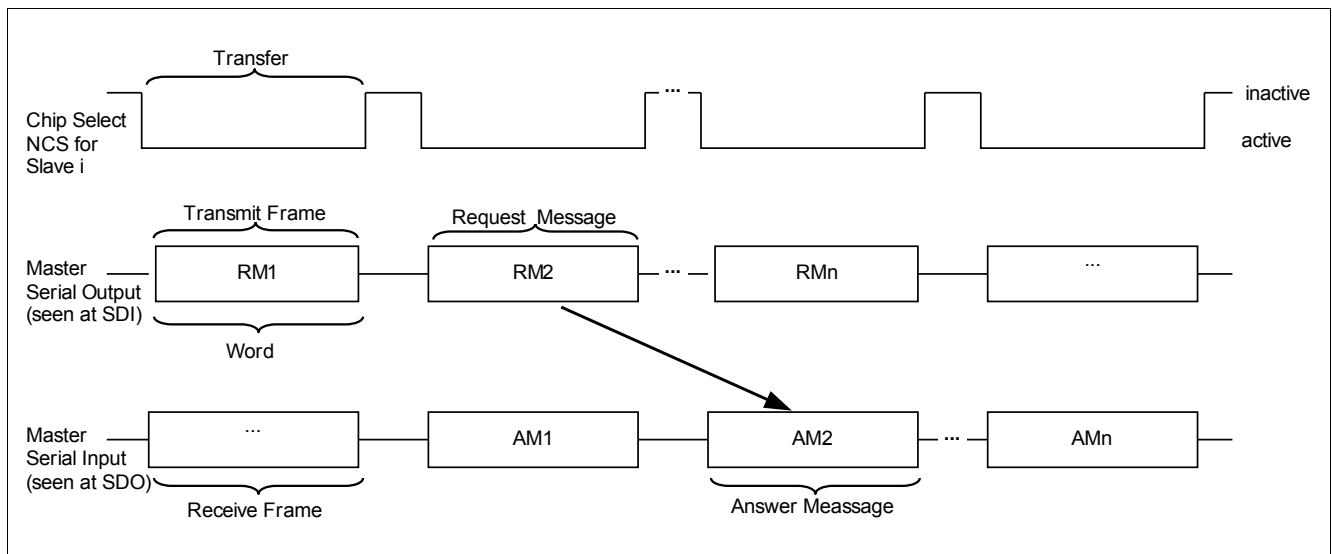 Transfer
...
inactive
Chip Select
NCS for
Slave i
active
Transmit Frame
Request Message
Master
Serial Output
(seen at SDI)
RM1
RM2
...
RMn
...
Word
Master
Serial Input
(seen at SDO)
...
AM1
AM2
...
AMn
Receive Frame
Answer Meassage